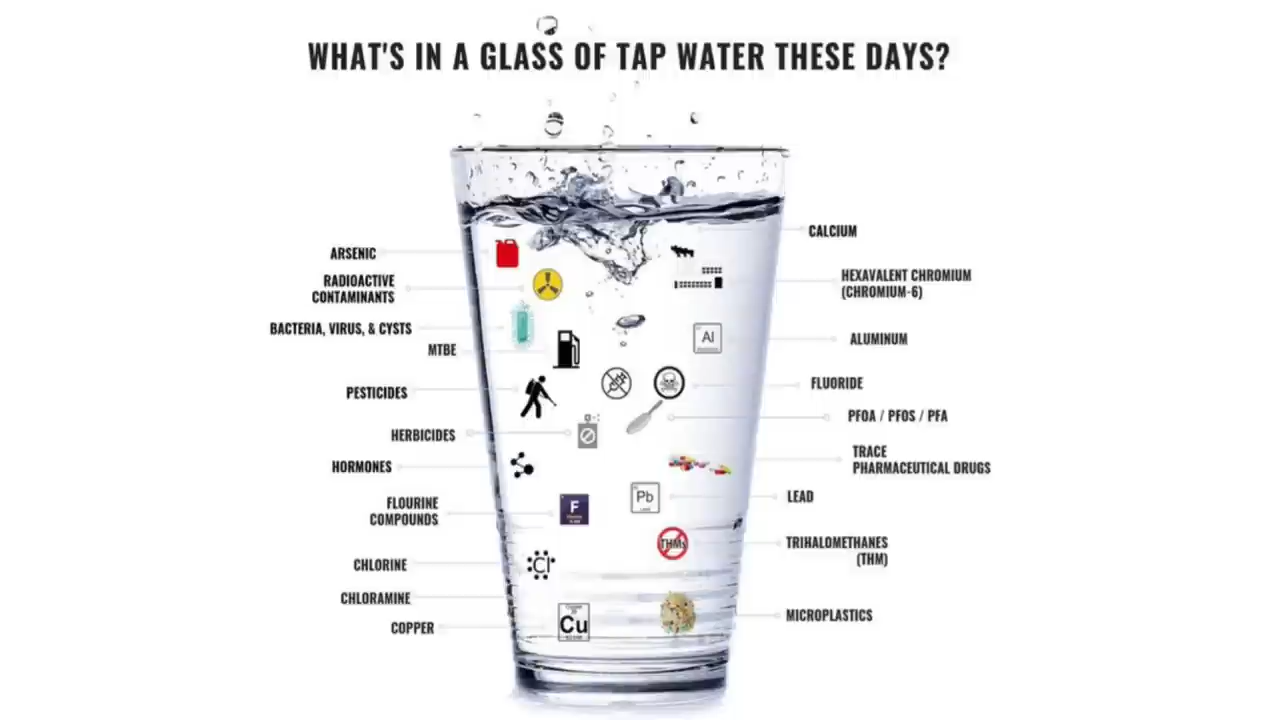 WHAT'S IN A GLASS OF TAP WATER THESE DAYS?
CALCIUM
ARSENIC
HEXAVALENT CHROMIUM
(CHROMIUM-6)
RADIOACTIVE
CONTAMINANTS
BACTERIA, VIRUS, & CYSTS
Al
ALUMINUM
MTBE
FLUORIDE
PESTICIDES
PFOA / PFOS / PFA
HERBICIDES
TRACE
PHARMACEUTICAL DRUGS
HORMONES
Pb
LEAD
FLOURINE
COMPOUNDS
F
THMs
TRIHALOMETHANES
(THM)
CHLORINE
Cl
CHLORAMINE
MICROPLASTICS
COPPER
Cu